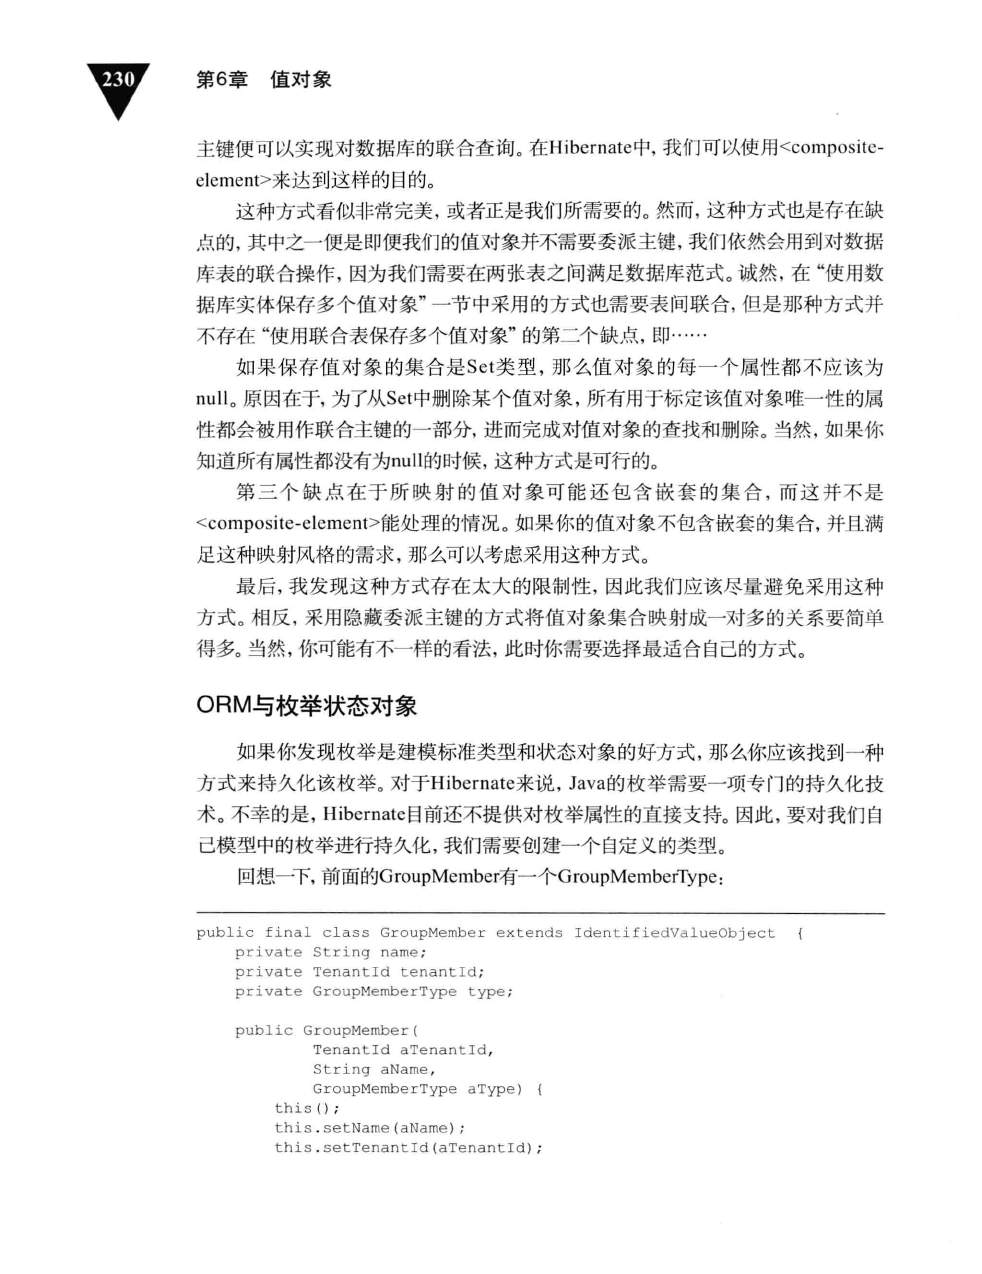 230
第6章 值对象
主键便可以实现对数据库的联合查询。在Hibernate中，我们可以使用<composite-
element>来达到这样的目的。
这种方式看似非常完美，或者正是我们所需要的。然而，这种方式也是存在缺
点的，其中之一便是即便我们的值对象并不需要委派主键，我们依然会用到对数据
库表的联合操作，因为我们需要在两张表之间满足数据库范式。诚然，在“使用数
据库实体保存多个值对象”一节中采用的方式也需要表间联合，但是那种方式并
不存在“使用联合表保存多个值对象”的第二个缺点，即……
如果保存值对象的集合是Set类型，那么值对象的每一个属性都不应该为
null。原因在于，为了从Set中删除某个值对象，所有用于标定该值对象唯一性的属
性都会被用作联合主键的一部分，进而完成对值对象的查找和删除。当然，如果你
知道所有属性都没有为null的时候，这种方式是可行的。
第三个缺点在于所映射的值对象可能还包含嵌套的集合，而这并不是
<composite-element>能处理的情况。如果你的值对象不包含嵌套的集合，并且满
足这种映射风格的需求，那么可以考虑采用这种方式。
最后，我发现这种方式存在太大的限制性，因此我们应该尽量避免采用这种
方式。相反，采用隐藏委派主键的方式将值对象集合映射成一对多的关系要简单
得多。当然，你可能有不一样的看法，此时你需要选择最适合自己的方式。
ORM与枚举状态对象
如果你发现枚举是建模标准类型和状态对象的好方式，那么你应该找到一种
方式来持久化该枚举。对于Hibernate来说，Java的枚举需要一项专门的持久化技
术。不幸的是，Hibernate目前还不提供对枚举属性的直接支持。因此，要对我们自
己模型中的枚举进行持久化，我们需要创建一个自定义的类型。
回想一下，前面的GroupMember有一个GroupMemberType：
public final class GroupMember extends IdentifiedValueObject {
private String name;
private TenantId tenantId;
private GroupMemberType type;
public GroupMember(
TenantId aTenantId,
String aName,
GroupMemberType aType) {
this();
this.setName(aName);
this.setTenantId(aTenantId);